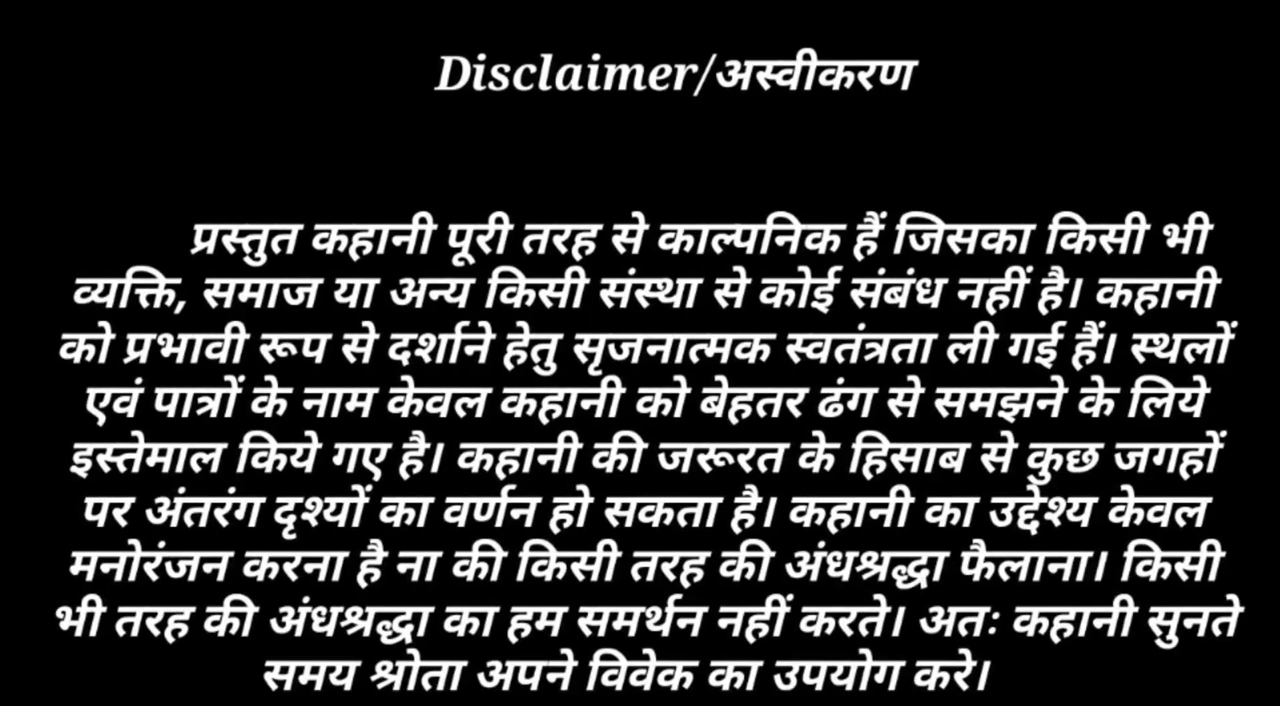 Disclaimer/अस्वीकरण
प्रस्तुत कहानी पूरी तरह से काल्पनिक हैं जिसका किसी भी
व्यक्ति, समाज या अन्य किसी संस्था से कोई संबंध नहीं है। कहानी
को प्रभावी रूप से दर्शाने हेतु सृजनात्मक स्वतंत्रता ली गई हैं। स्थलों
एवं पात्रों के नाम केवल कहानी को बेहतर ढंग से समझने के लिये
इस्तेमाल किये गए है। कहानी की जरूरत के हिसाब से कुछ जगहों
पर अंतरंग दृश्यों का वर्णन हो सकता है। कहानी का उद्देश्य केवल
मनोरंजन करना है ना की किसी तरह की अंधश्रद्धा फैलाना। किसी
भी तरह की अंधश्रद्धा का हम समर्थन नहीं करते। अतः कहानी सुनते
समय श्रोता अपने विवेक का उपयोग करे।